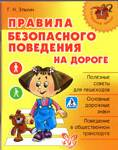 Г. Н. Элькин
ПРАВИЛА
БЕЗОПАСНОГО
ПОВЕДЕНИЯ
НА ДОРОГЕ
Полезные
советы для
пешеходов
Основные
дорожные
знаки
Поведение в
общественном
транспорте